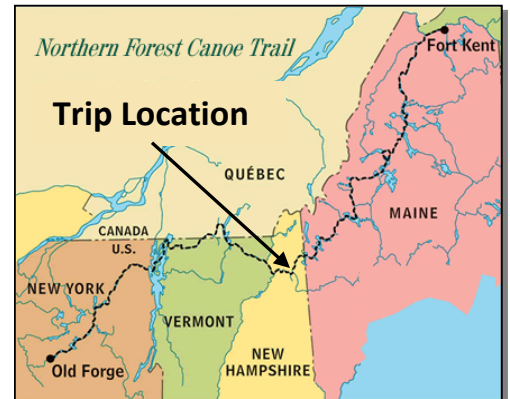 Northern Forest Canoe Trail
Fort Kent
Trip Location
QUÉBEC
MAINE
CANADA
U.S.
NEW YORK
VERMONT
NEW
HAMPSHIRE
Old Forge